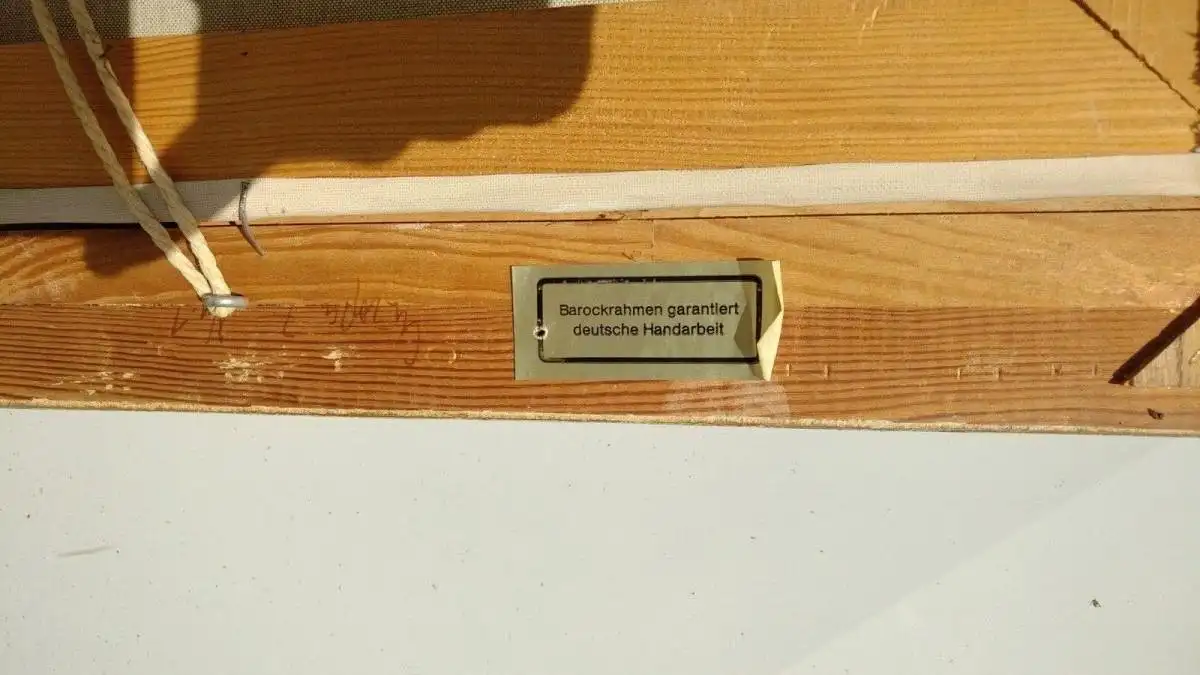 Barockrahmen garantiert
deutsche Handarbeit